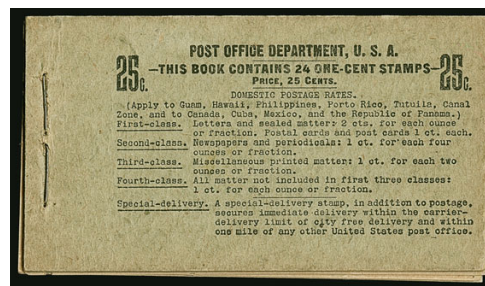 POST OFFICE DEPARTMENT, U. S. A.
25c. —THIS BOOK CONTAINS 24 ONE-CENT STAMPS— 25c.
PRICE, 25 CENTS.
DOMESTIC POSTAGE RATES.
(Apply to Guam, Hawaii, Philippines, Porto Rico, Tutuila, Canal
Zone, and to Canada, Cuba, Mexico, and the Republic of Panama.)
First-class. Letters and sealed matter: 2 cts. for each ounce
or fraction. Postal cards and post cards 1 ct. each.
Second-class. Newspapers and periodicals: 1 ct. for each four
ounces or fraction.
Third-class. Miscellaneous printed matter: 1 ct. for each two
ounces or fraction.
Fourth-class. All matter not included in first three classes:
1 ct. for each ounce or fraction.
Special-delivery. A special-delivery stamp, in addition to postage,
secures immediate delivery within the carrier-
delivery limit of city free delivery and within
one mile of any other United States post office.